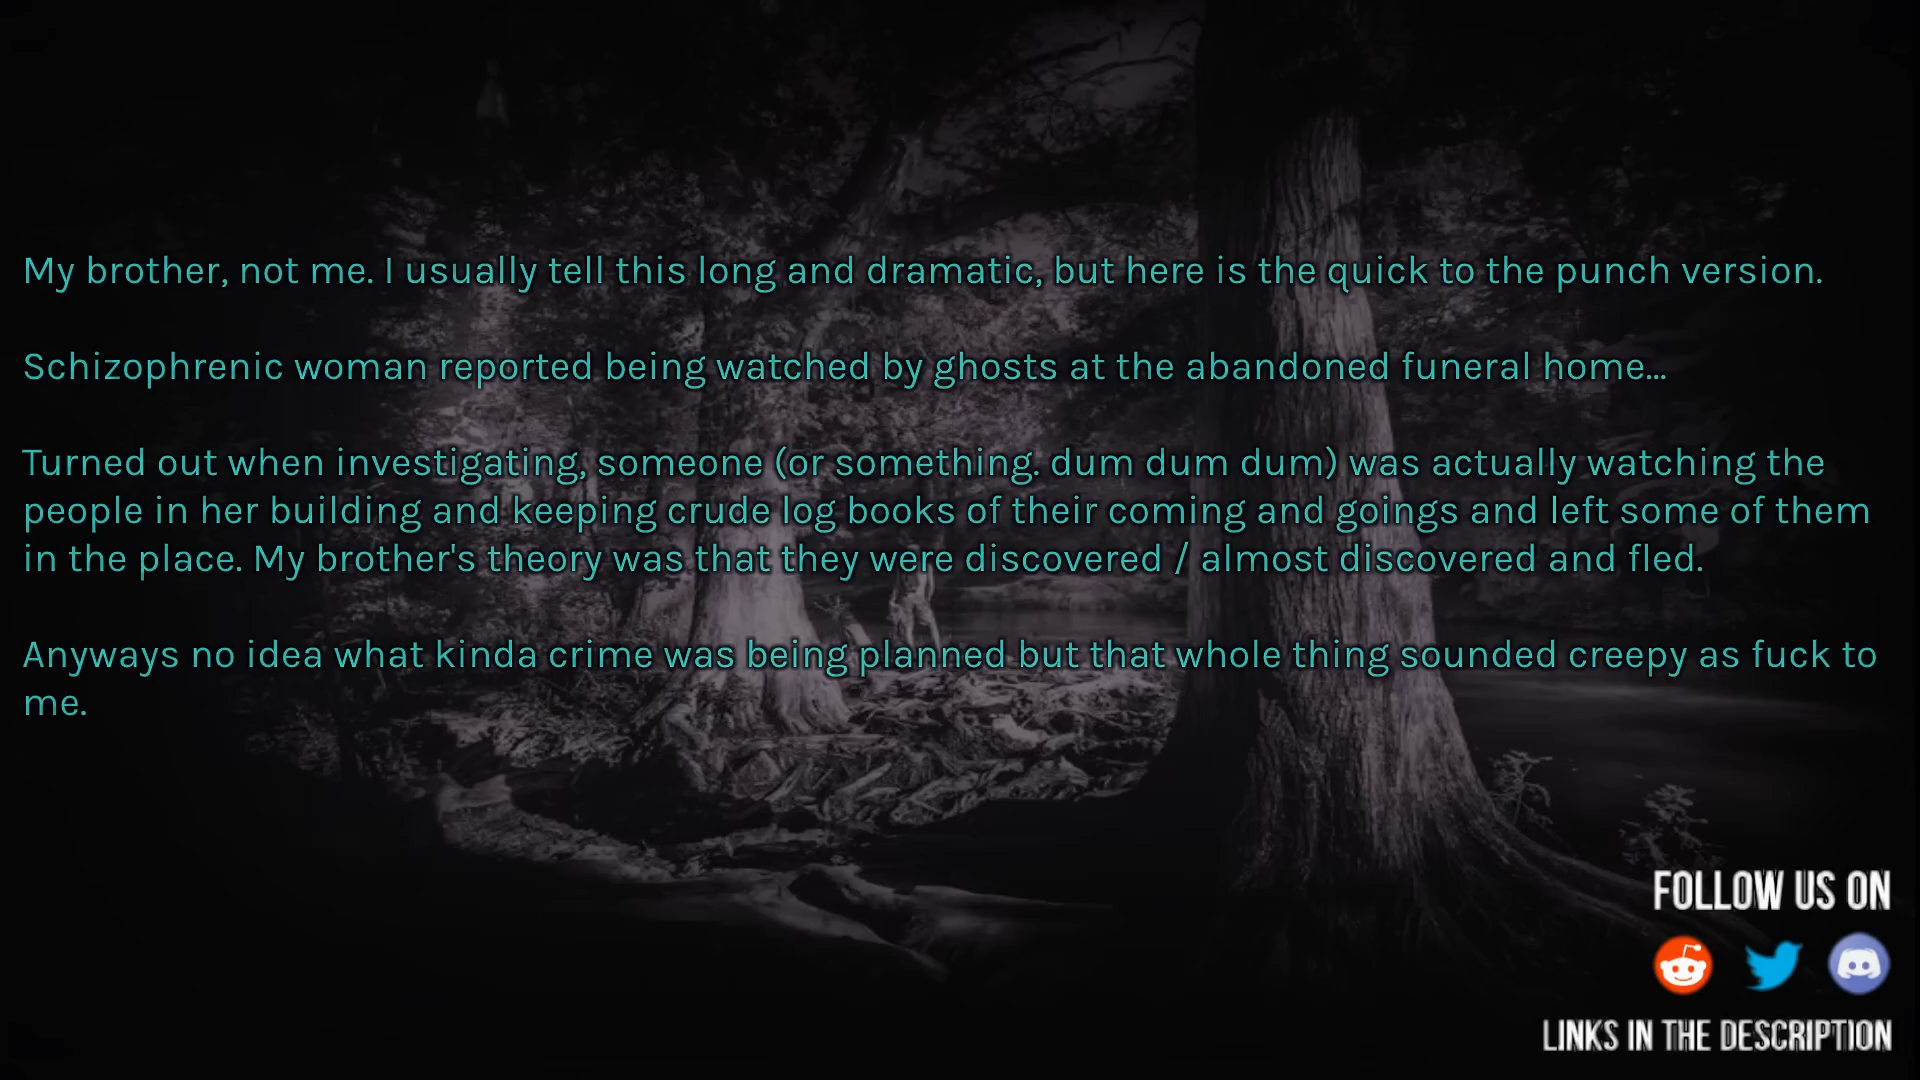 My brother, not me. I usually tell this long and dramatic, but here is the quick to the punch version.
Schizophrenic woman reported being watched by ghosts at the abandoned funeral home...
Turned out when investigating, someone (or something. dum dum dum) was actually watching the
people in her building and keeping crude log books of their coming and goings and left some of them
in the place. My brother's theory was that they were discovered / almost discovered and fled.
Anyways no idea what kinda crime was being planned but that whole thing sounded creepy as fuck to
me.
FOLLOW US ON
LINKS IN THE DESCRIPTION